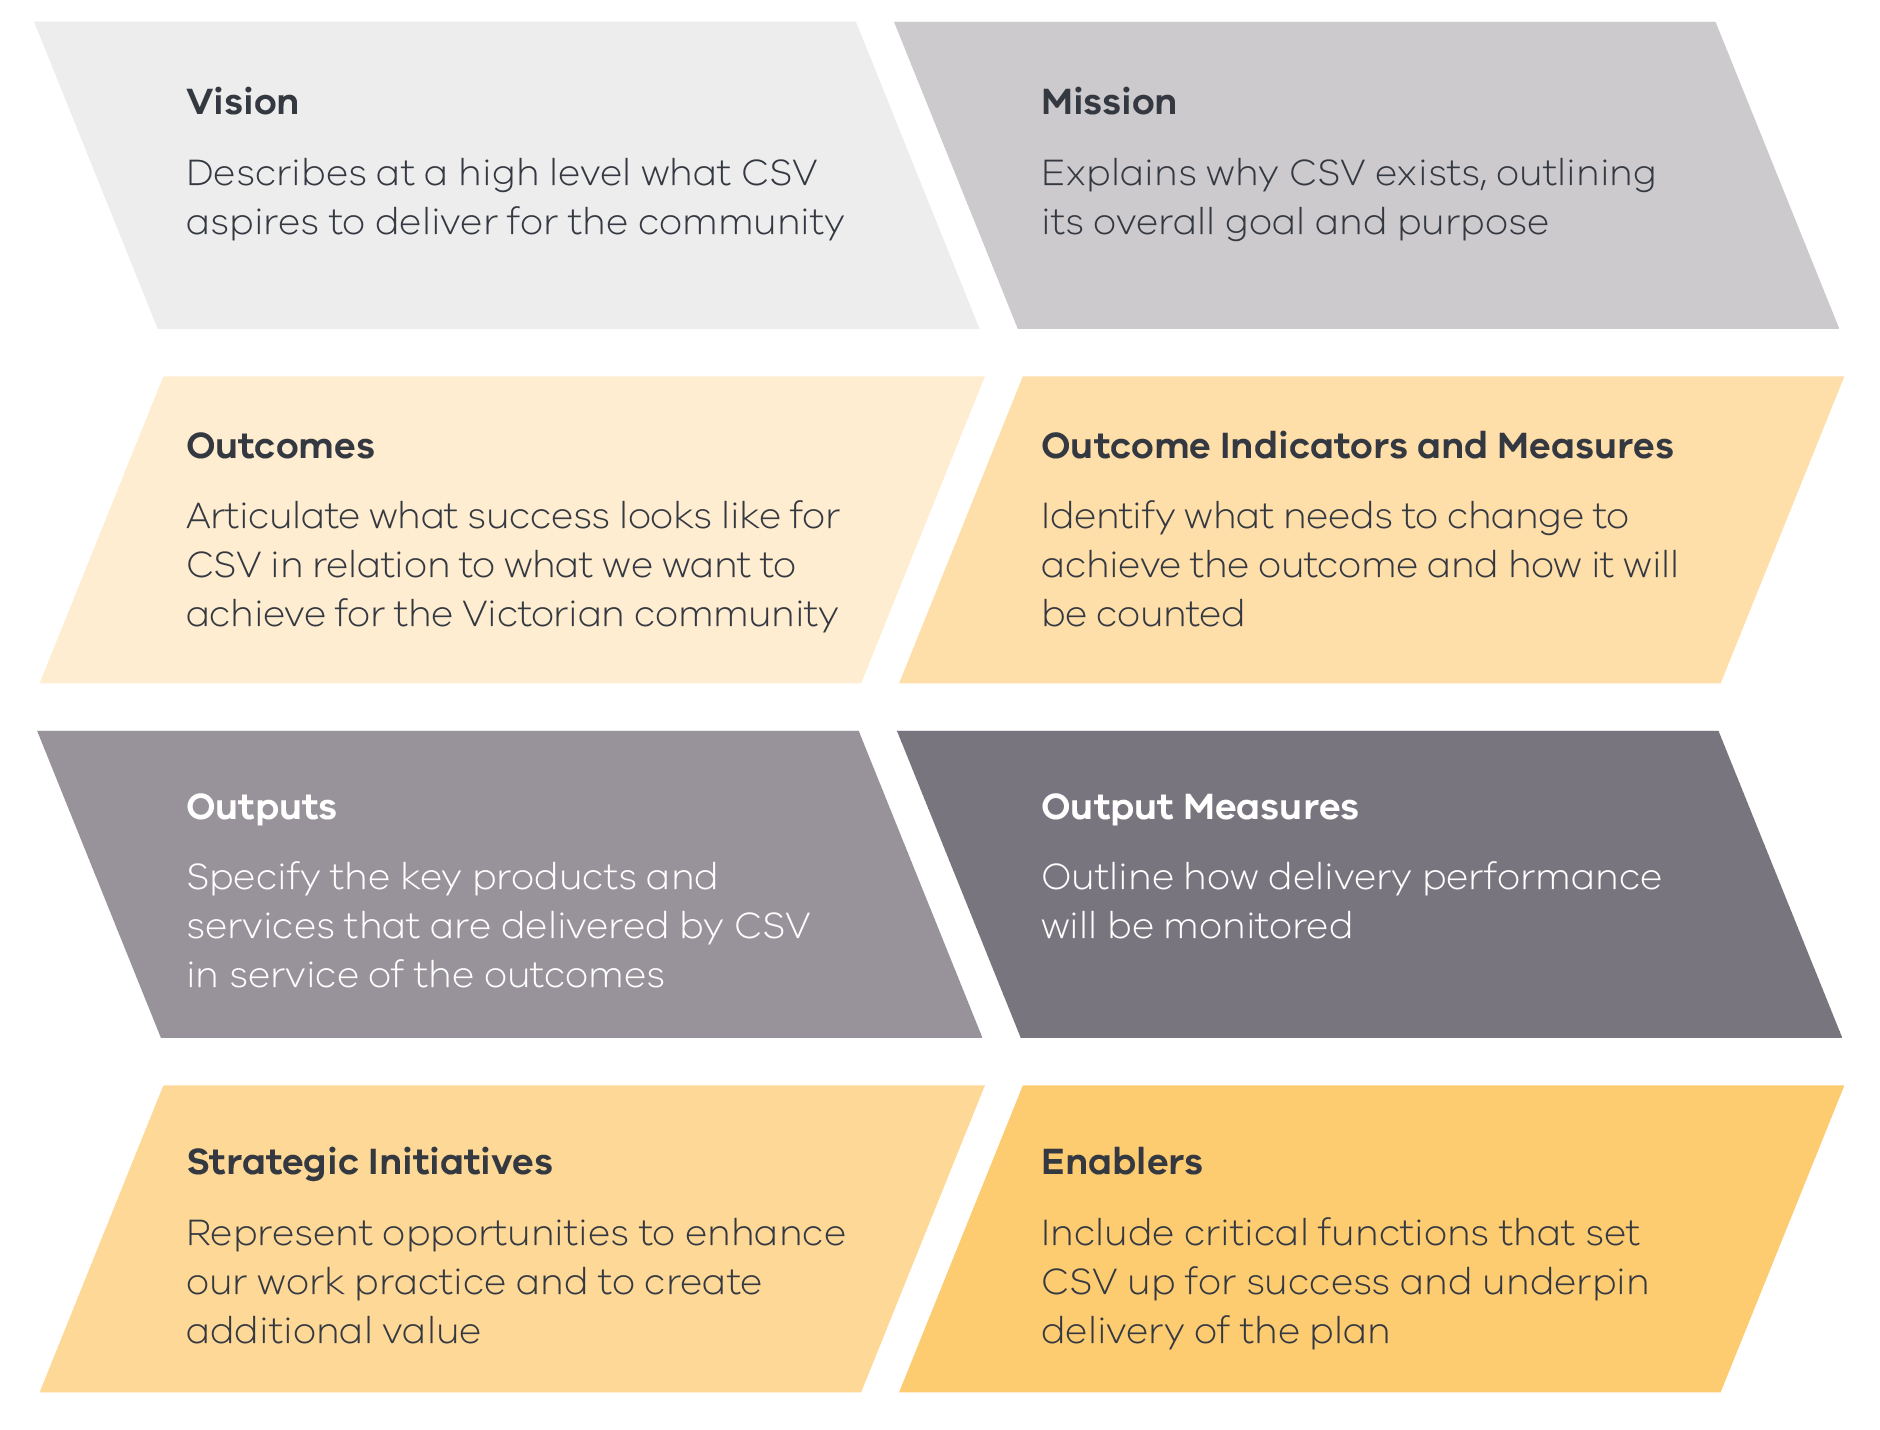 Vision
Describes at a high level what CSV
aspires to deliver for the community
Mission
Explains why CSV exists, outlining
its overall goal and purpose
Outcomes
Articulate what success looks like for
CSV in relation to what we want to
achieve for the Victorian community
Outcome Indicators and Measures
Identify what needs to change to
achieve the outcome and how it will
be counted
Outputs
Specify the key products and
services that are delivered by CSV
in service of the outcomes
Output Measures
Outline how delivery performance
will be monitored
Strategic Initiatives
Represent opportunities to enhance
our work practice and to create
additional value
Enablers
Include critical functions that set
CSV up for success and underpin
delivery of the plan